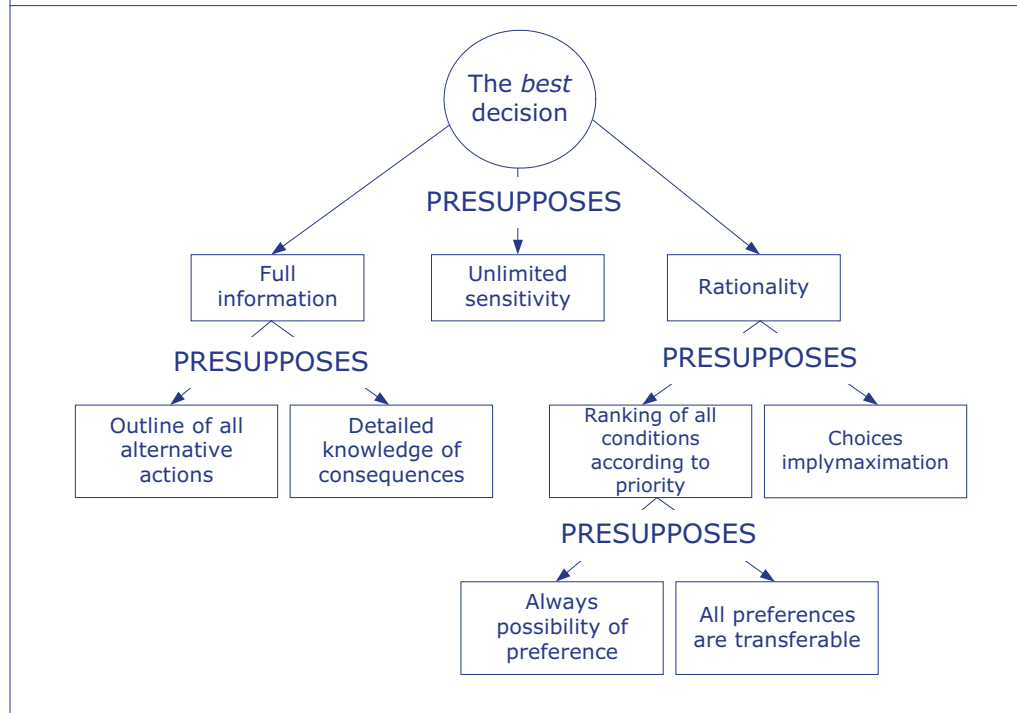 The best
decision
PRESUPPOSES
Full
information
Unlimited
sensitivity
Rationality
PRESUPPOSES
PRESUPPOSES
Outline of all
alternative
actions
Detailed
knowledge of
consequences
Ranking of all
conditions
according to
priority
Choices
implymaximation
PRESUPPOSES
Always
possibility of
preference
All preferences
are transferable